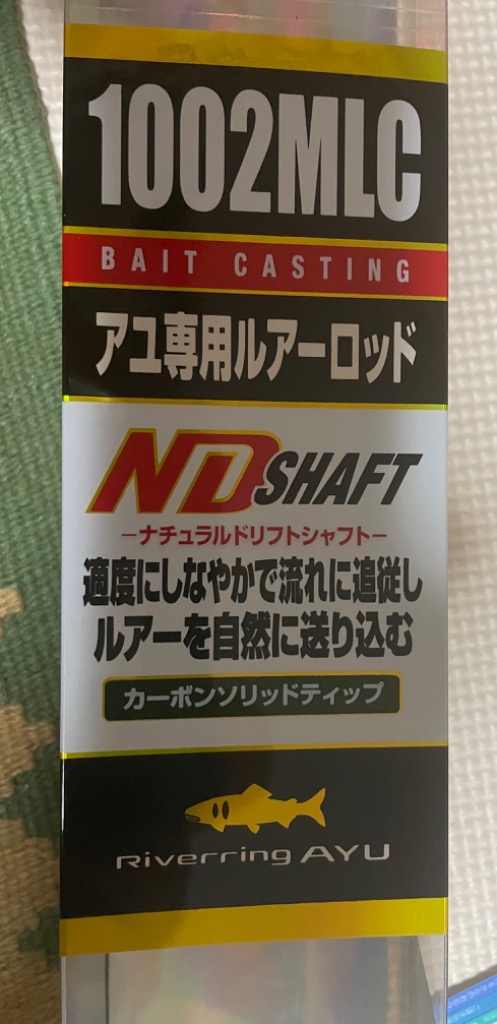 1002MLC
BAIT CASTING
アユ専用ルアーロッド
ND SHAFT
−ナチュラルドリフトシャフト−
適度にしなやかで流れに追従し
ルアーを自然に送り込む
カーボンソリッドティップ
Riverring AYU